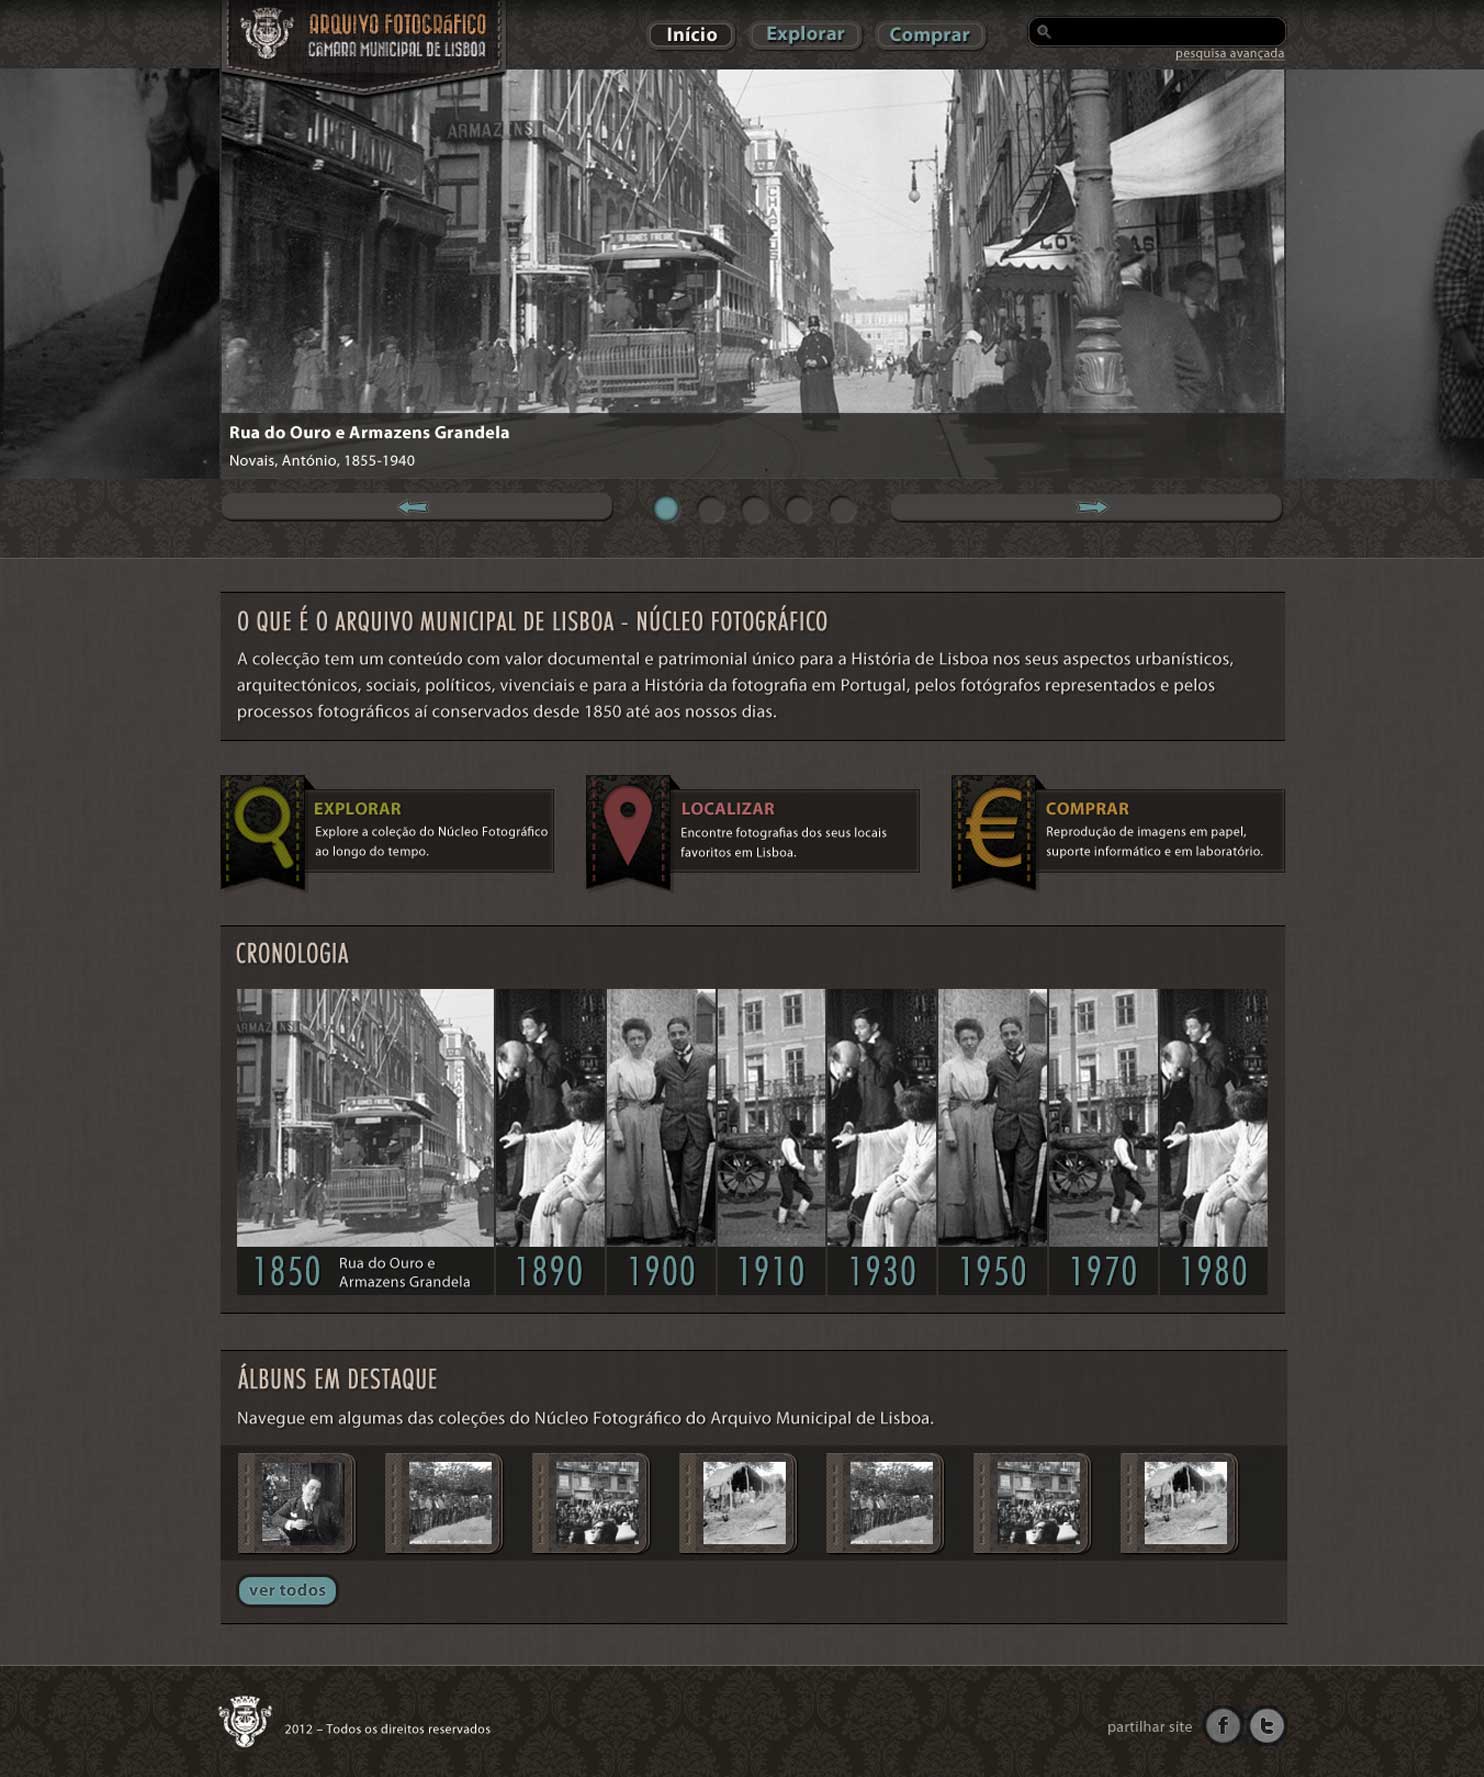 ARQUIVO FOTOGRÁFICO
CÂMARA MUNICIPAL DE LISBOA
Início
Explorar
Comprar
pesquisa avançada
ARMAZENS
CHAPEUS
Rua do Ouro e Armazens Grandela
Novais, António, 1855-1940
O QUE É O ARQUIVO MUNICIPAL DE LISBOA - NÚCLEO FOTOGRÁFICO
A colecção tem um conteúdo com valor documental e patrimonial único para a História de Lisboa nos seus aspectos urbanísticos,
arquitectónicos, sociais, políticos, vivenciais e para a História da fotografia em Portugal, pelos fotógrafos representados e pelos
processos fotográficos aí conservados desde 1850 até aos nossos dias.
EXPLORAR
Explore a coleção do Núcleo Fotográfico
ao longo do tempo.
LOCALIZAR
Encontre fotografias dos seus locais
favoritos em Lisboa.
€
COMPRAR
Reprodução de imagens em papel,
suporte informático e em laboratório.
CRONOLOGIA
1850
Rua do Ouro e
Armazens Grandela
1890
1900
1910
1930
1950
1970
1980
ÁLBUNS EM DESTAQUE
Navegue em algumas das coleções do Núcleo Fotográfico do Arquivo Municipal de Lisboa.
ver todos
2012 – Todos os direitos reservados
partilhar site